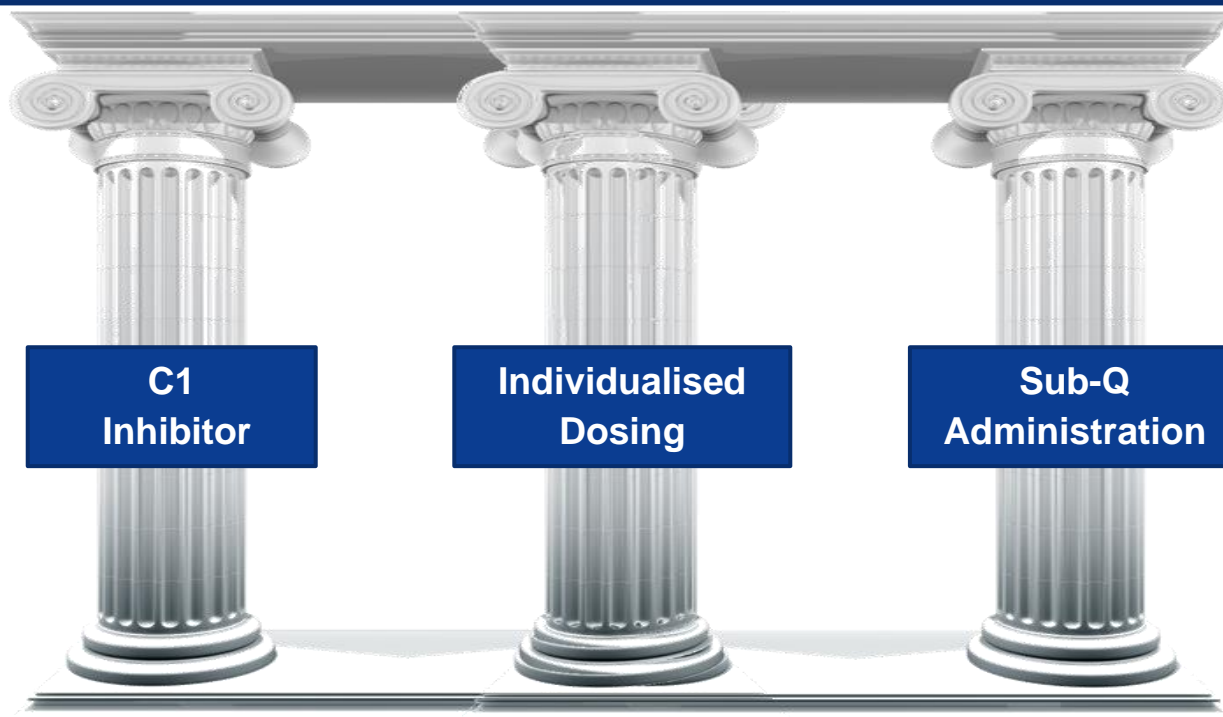 C1
Inhibitor
Individualised
Dosing
Sub-Q
Administration